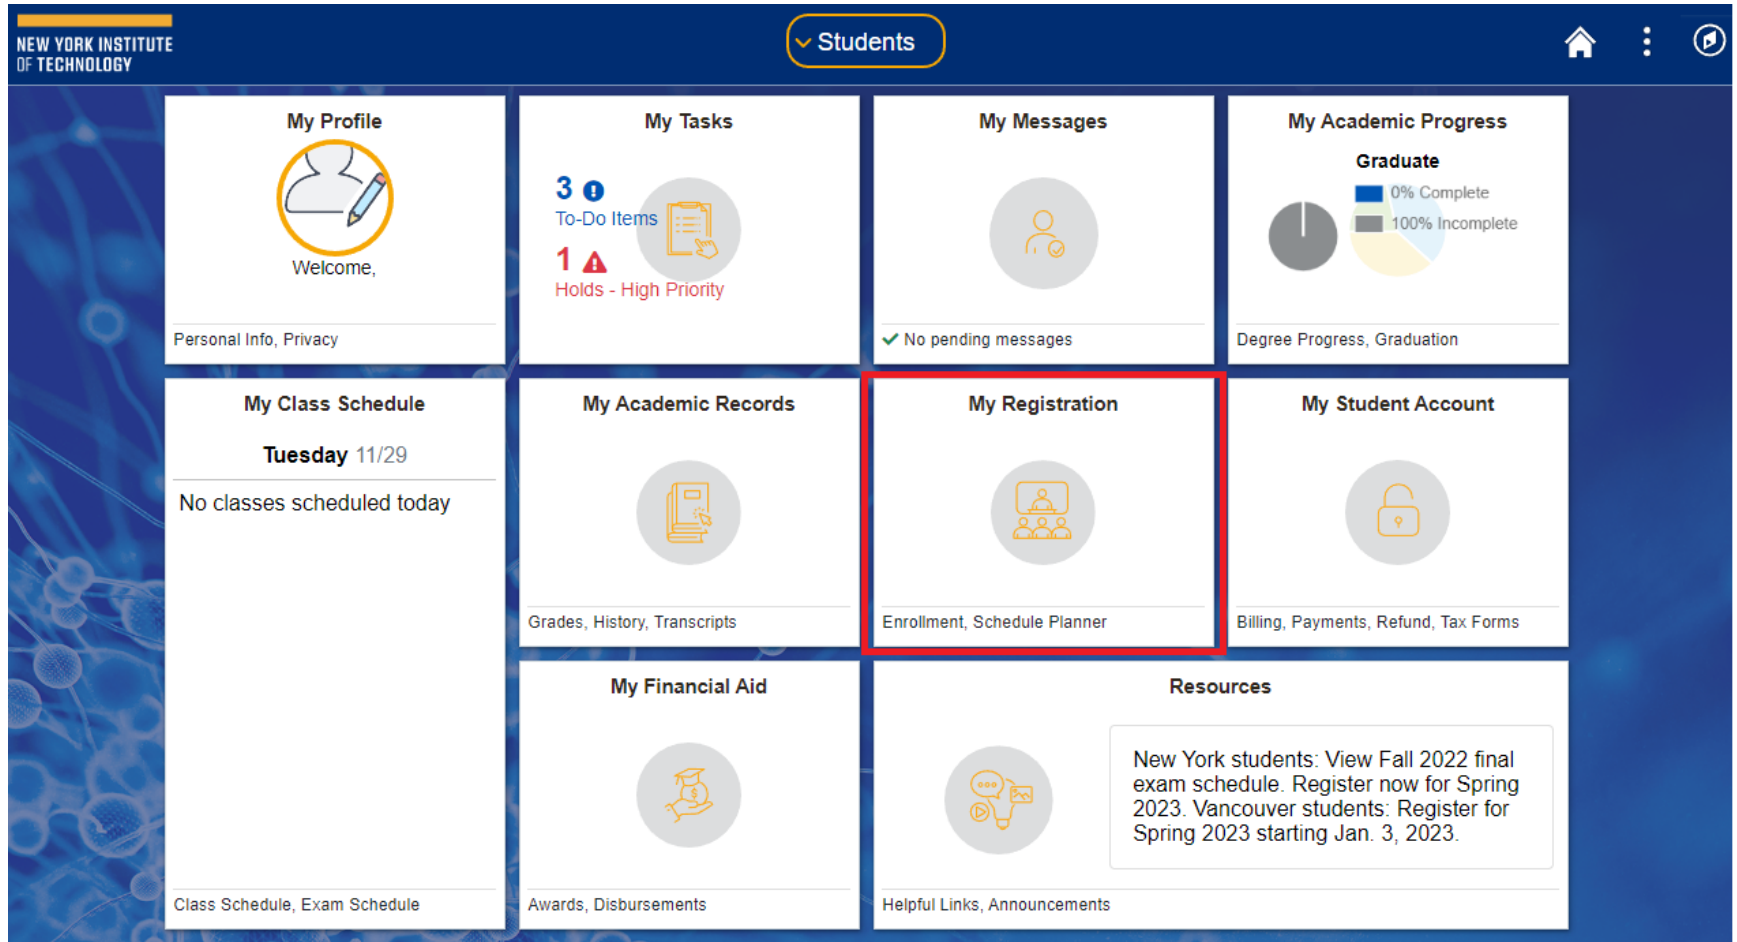 NEW YORK INSTITUTE
OF TECHNOLOGY
Students
My Profile
Welcome,
Personal Info, Privacy
My Tasks
3
To-Do Items
1
Holds - High Priority
My Messages
No pending messages
My Academic Progress
Graduate
0% Complete
100% Incomplete
Degree Progress, Graduation
My Class Schedule
Tuesday 11/29
No classes scheduled today
Class Schedule, Exam Schedule
My Academic Records
Grades, History, Transcripts
My Registration
Enrollment, Schedule Planner
My Student Account
Billing, Payments, Refund, Tax Forms
My Financial Aid
Awards, Disbursements
Resources
New York students: View Fall 2022 final
exam schedule. Register now for Spring
2023. Vancouver students: Register for
Spring 2023 starting Jan. 3, 2023.
Helpful Links, Announcements